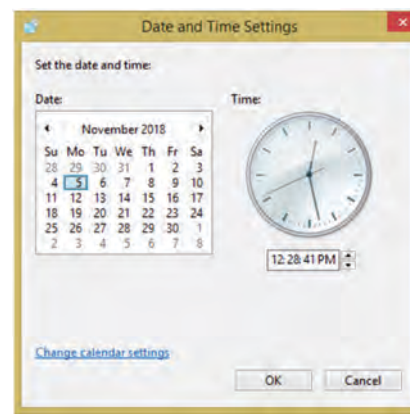 Date and Time Settings
Set the date and time:
Date:
Time:
November 2018
Su Mo Tu We Th Fr Sa
28 29 30 31 1 2 3
4 5 6 7 8 9 10
11 12 13 14 15 16 17
18 19 20 21 22 23 24
25 26 27 28 29 30 1
2 3 4 5 6 7 8
12:28:41 PM
Change calendar settings
OK Cancel